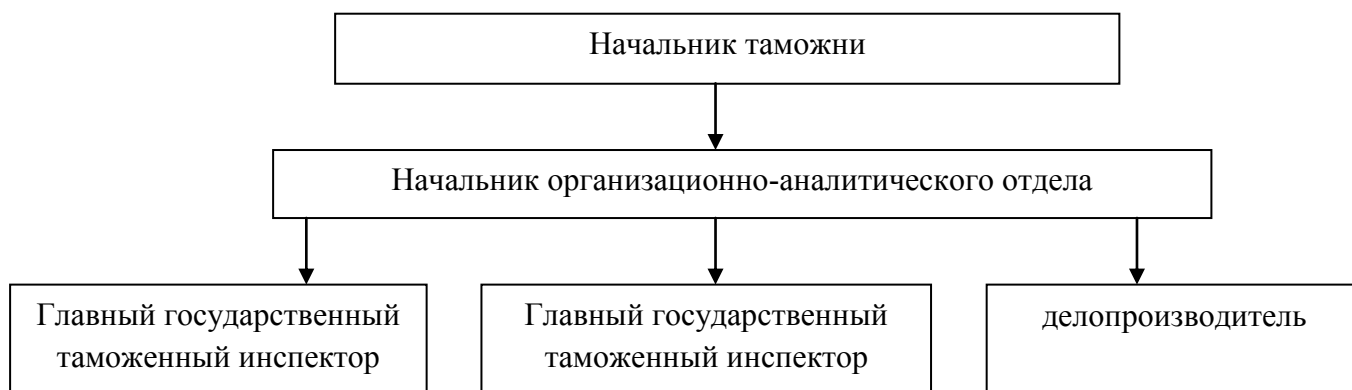 Начальник таможни
Начальник организационно-аналитического отдела
Главный государственный
таможенный инспектор
Главный государственный
таможенный инспектор
делопроизводитель